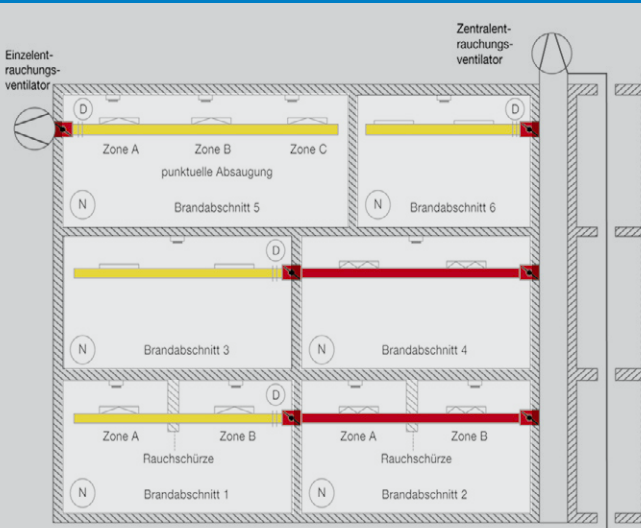 Zentralent-
rauchungs-
ventilator
Einzelent-
rauchungs-
ventilator
D
D
Zone A
Zone B
Zone C
punktuelle Absaugung
N
Brandabschnitt 5
N
Brandabschnitt 6
D
N
Brandabschnitt 3
N
Brandabschnitt 4
D
Zone A
Zone B
Zone A
Zone B
Rauchschürze
Rauchschürze
N
Brandabschnitt 1
N
Brandabschnitt 2